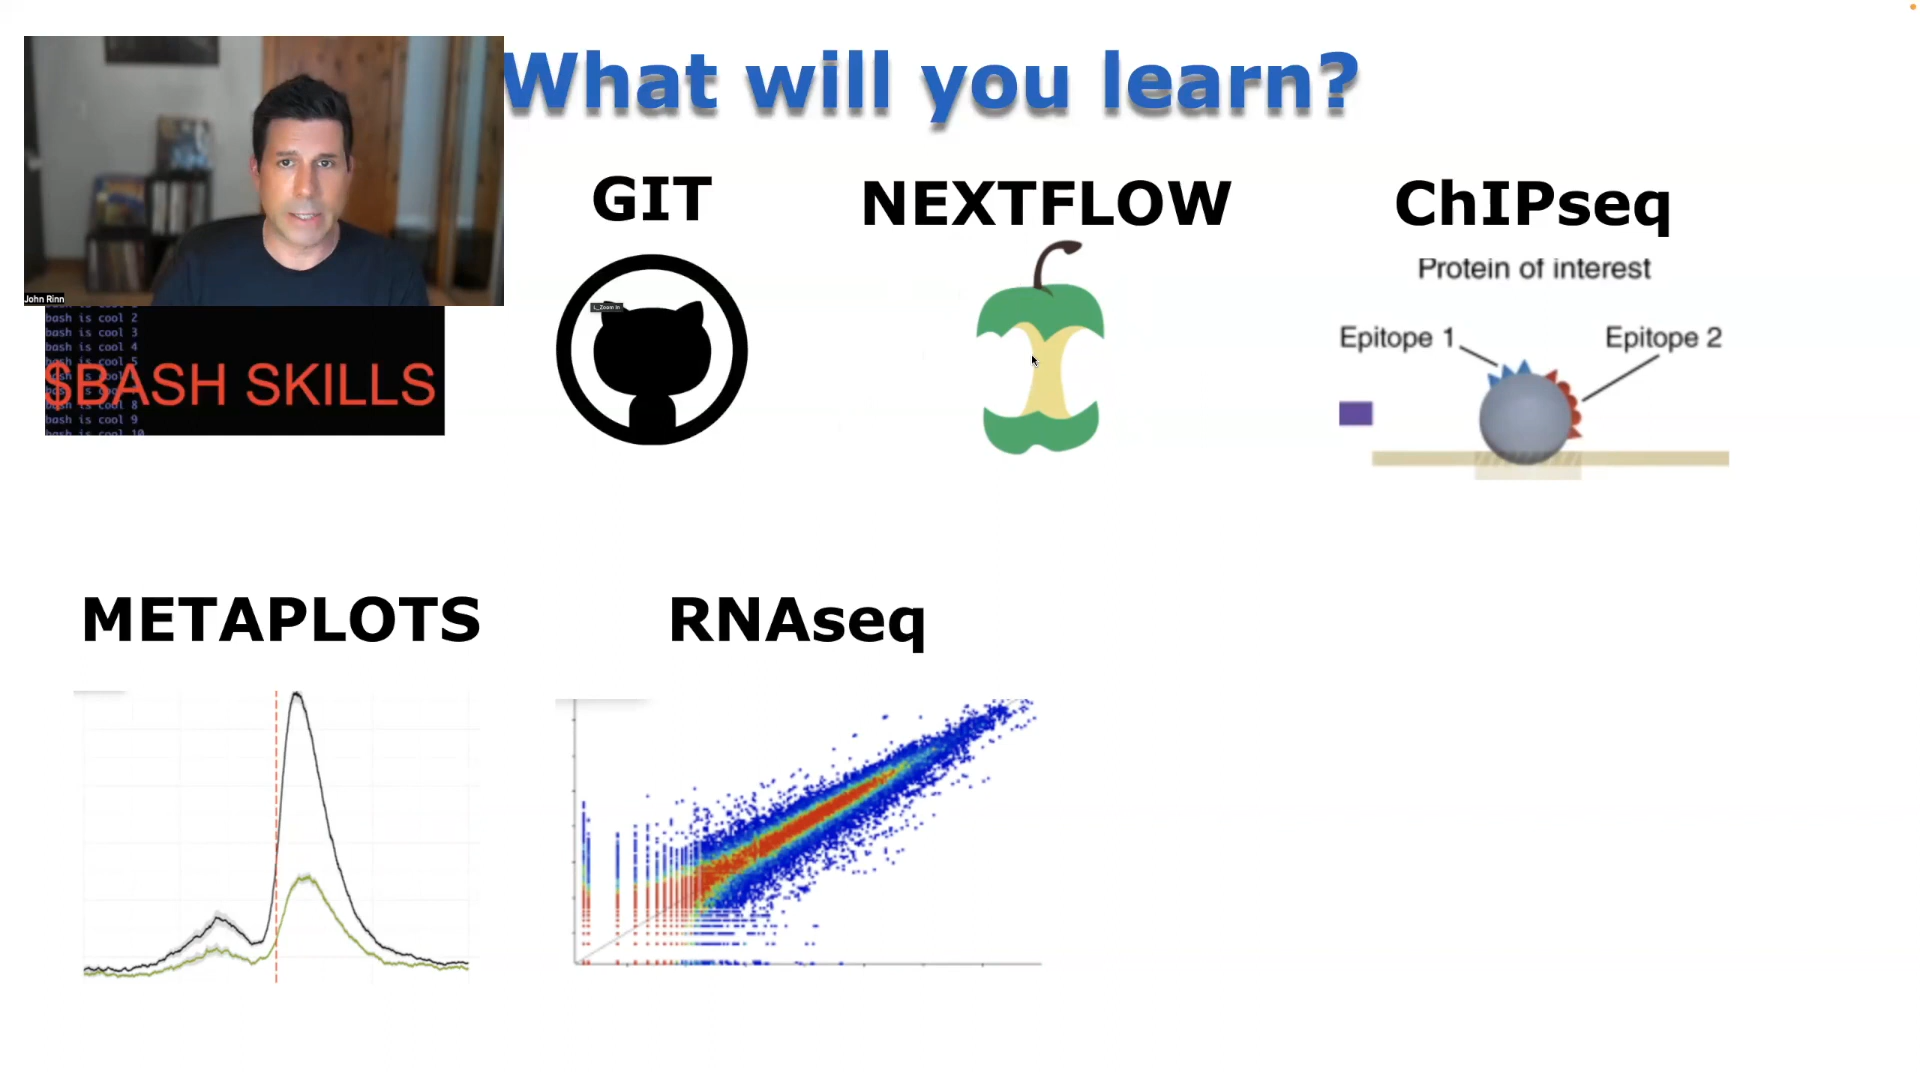 What will you learn?
John Rinn
bash is cool 2
bash is cool 3
bash is cool 4
bash is cool 5
$BASH SKILLS
bash is cool 8
bash is cool 9
bash is cool 10
GIT
Zoom in
NEXTFLOW
ChIPseq
Protein of interest
Epitope 1
Epitope 2
METAPLOTS
RNAseq